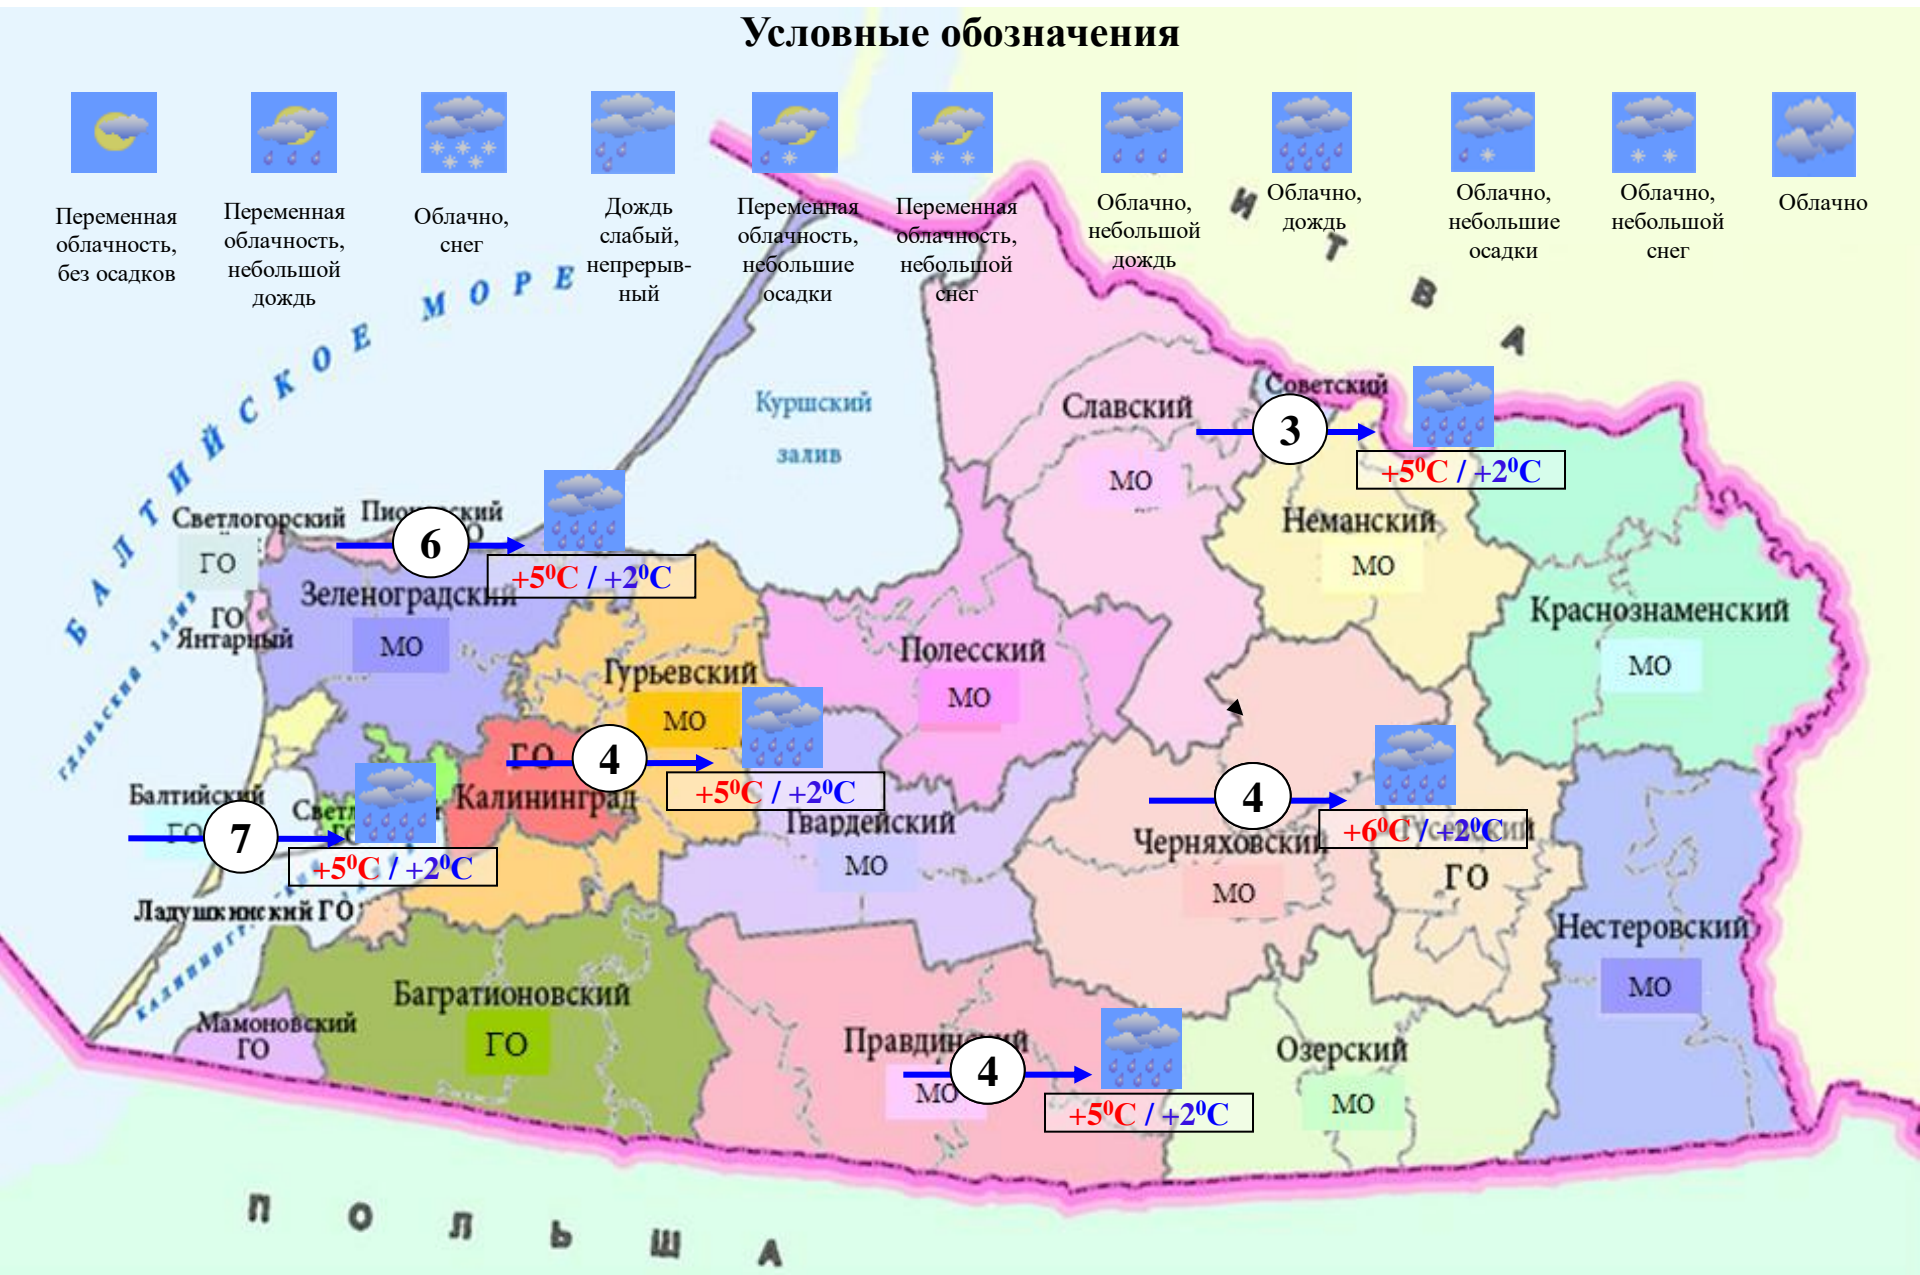 Условные обозначения
Переменная
облачность,
без осадков
Переменная
облачность,
небольшой
дождь
Облачно,
снег
Дождь
слабый,
непрерыв-
ный
Переменная
облачность,
небольшие
осадки
Переменная
облачность,
небольшой
снег
Облачно,
небольшой
дождь
Облачно,
дождь
Облачно,
небольшие
осадки
Облачно,
небольшой
снег
Облачно
И Т В А
БАЛТИЙСКОЕ МОРЕ
Куршский
залив
Славский
МО
Советский
3
+5⁰C / +2⁰C
Неманский
МО
Светлогорский
ГО
6
+5⁰C / +2⁰C
Зеленоградский
МО
ГО
Янтарный
Краснознаменский
МО
Полесский
МО
Гурьевский
МО
ГО
Калининград
4
+5⁰C / +2⁰C
Балтийский
ГО
7
+5⁰C / +2⁰C
Гвардейский
МО
Черняховский
МО
4
+6⁰C / +2⁰C
ГО
Ладушкинский ГО
Нестеровский
МО
Багратионовский
ГО
Мамоновский
ГО
МО
4
+5⁰C / +2⁰C
Озерский
МО
ПОЛЬША